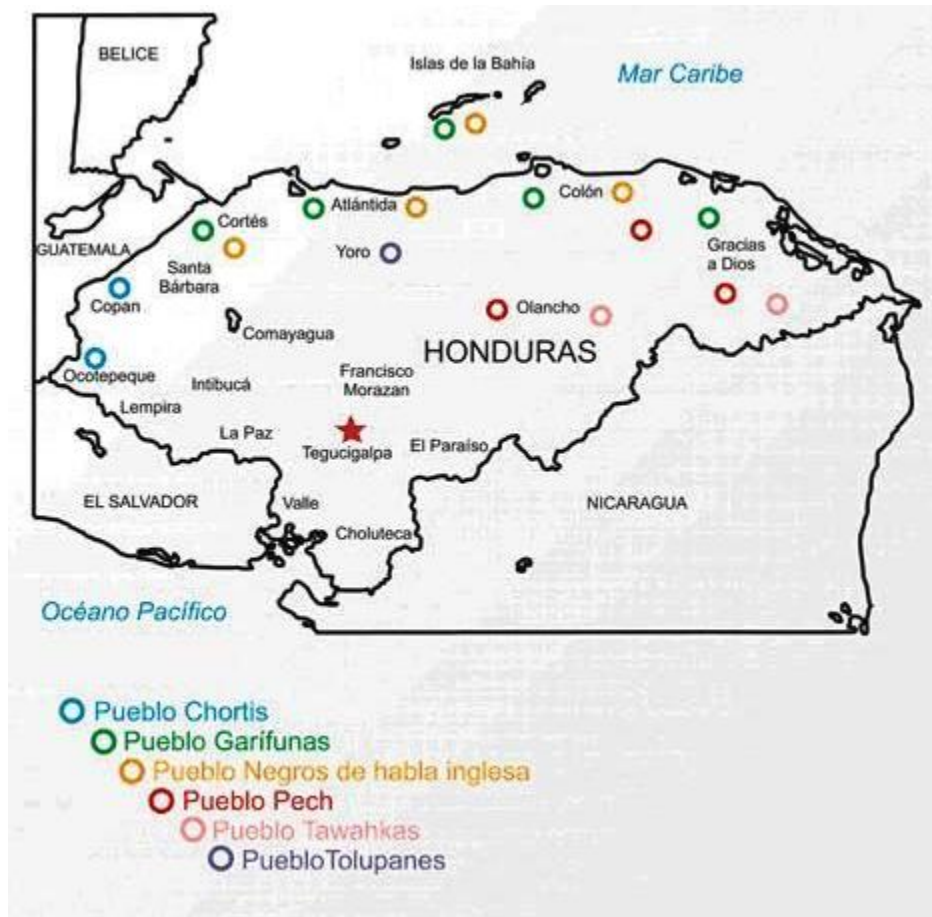 BELICE
Islas de la Bahía
Mar Caribe
Colón
Atlántida
Cortés
GUATEMALA
Yoro
Gracias
a Dios
Santa
Bárbara
Copan
Olancho
Comayagua
HONDURAS
Ocotepeque
Intibucá
Francisco
Morazan
Lempira
La Paz
Tegucigalpa
El Paraíso
EL SALVADOR
Valle
NICARAGUA
Choluteca
Océano Pacífico
Pueblo Chortis
Pueblo Garífunas
Pueblo Negros de habla inglesa
Pueblo Pech
Pueblo Tawahkas
PuebloTolupanes